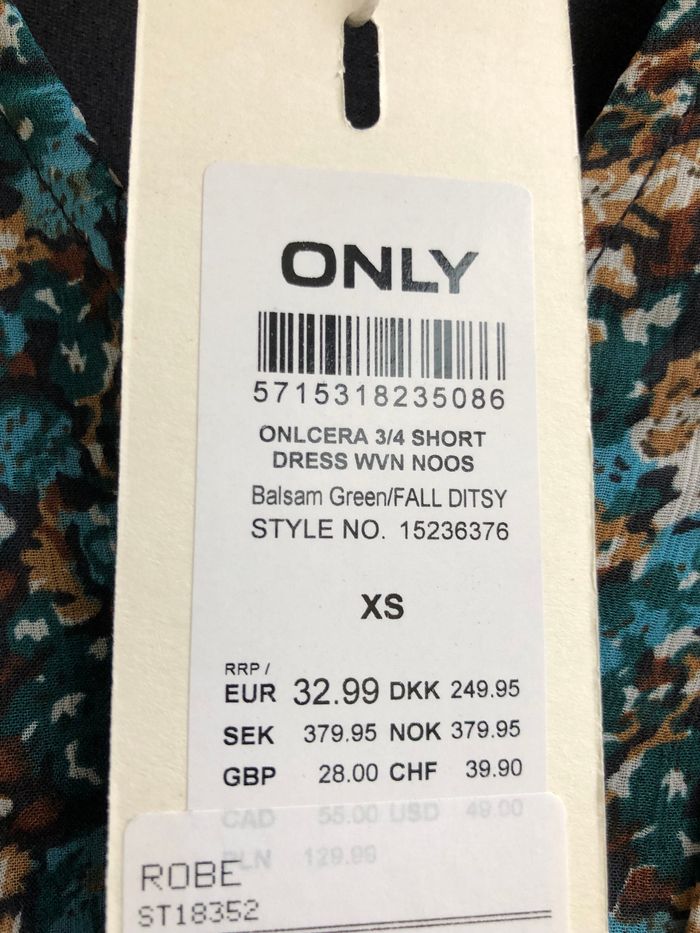 ONLY
5715318235086
ONLCERA 3/4 SHORT
DRESS WVN NOOS
Balsam Green/FALL DITSY
STYLE NO. 15236376
XS
RRP /
EUR 32.99 DKK 249.95
SEK 379.95 NOK 379.95
GBP 28.00 CHF 39.90
CAD 55.00 USD 49.00
PLN 129.99
ROBE
ST18352